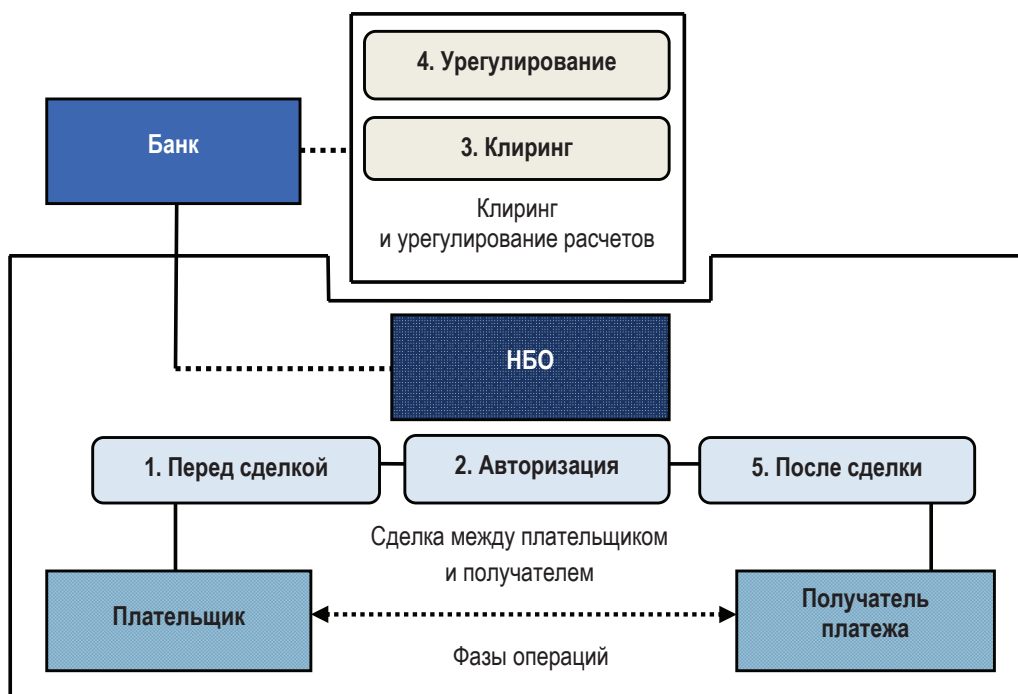 4. Урегулирование
Банк
3. Клиринг
Клиринг
и урегулирование расчетов
НБО
1. Перед сделкой
2. Авторизация
5. После сделки
Сделка между плательщиком
и получателем
Плательщик
Получатель
платежа
Фазы операций